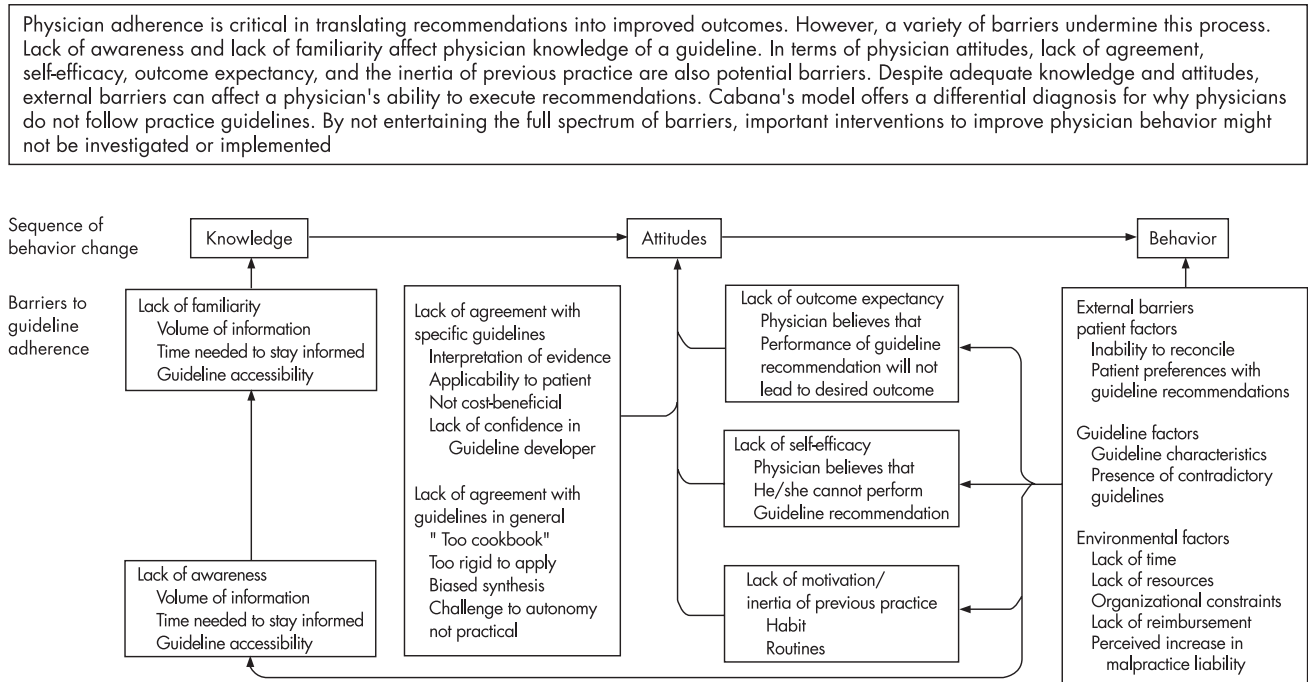 Physician adherence is critical in translating recommendations into improved outcomes. However, a variety of barriers undermine this process.
Lack of awareness and lack of familiarity affect physician knowledge of a guideline. In terms of physician attitudes, lack of agreement,
self-efficacy, outcome expectancy, and the inertia of previous practice are also potential barriers. Despite adequate knowledge and attitudes,
external barriers can affect a physician's ability to execute recommendations. Cabana's model offers a differential diagnosis for why physicians
do not follow practice guidelines. By not entertaining the full spectrum of barriers, important interventions to improve physician behavior might
not be investigated or implemented
Sequence of
behavior change
Knowledge
Attitudes
Behavior
Barriers to
guideline
adherence
Lack of familiarity
Volume of information
Time needed to stay informed
Guideline accessibility
Lack of awareness
Volume of information
Time needed to stay informed
Guideline accessibility
Lack of agreement with
specific guidelines
Interpretation of evidence
Applicability to patient
Not cost-beneficial
Lack of confidence in
Guideline developer
Lack of agreement with
guidelines in general
" Too cookbook"
Too rigid to apply
Biased synthesis
Challenge to autonomy
not practical
Lack of outcome expectancy
Physician believes that
Performance of guideline
recommendation will not
lead to desired outcome
Lack of self-efficacy
Physician believes that
He/she cannot perform
Guideline recommendation
Lack of motivation/
inertia of previous practice
Habit
Routines
External barriers
patient factors
Inability to reconcile
Patient preferences with
guideline recommendations
Guideline factors
Guideline characteristics
Presence of contradictory
guidelines
Environmental factors
Lack of time
Lack of resources
Organizational constraints
Lack of reimbursement
Perceived increase in
malpractice liability